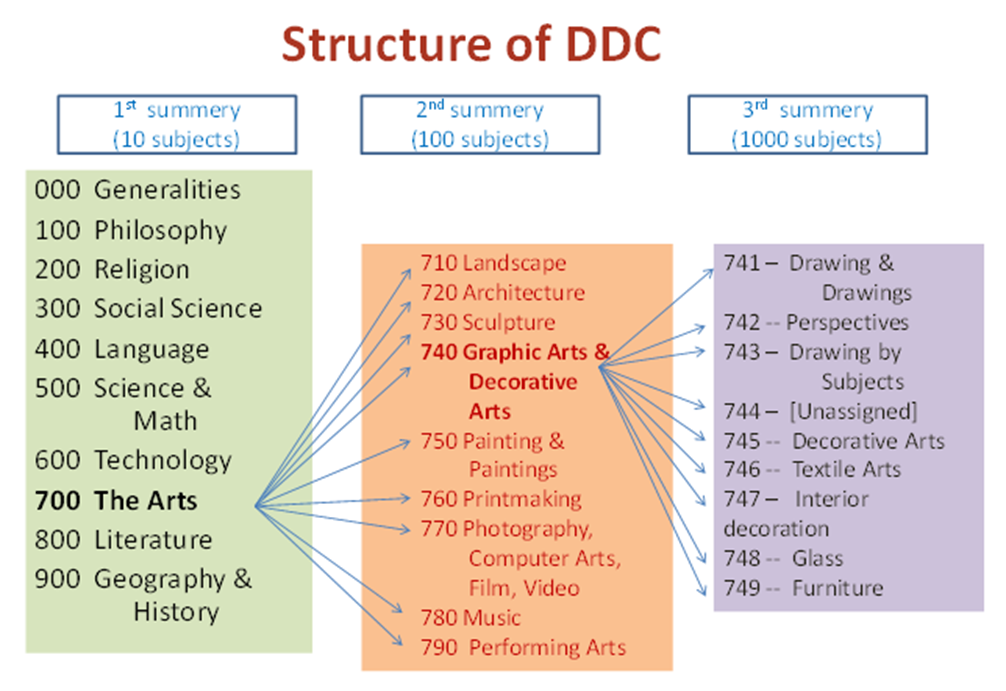 Structure of DDC
1st summery
(10 subjects)
2nd summery
(100 subjects)
3rd summery
(1000 subjects)
000 Generalities
100 Philosophy
200 Religion
300 Social Science
400 Language
500 Science &
Math
600 Technology
700 The Arts
800 Literature
900 Geography &
History
710 Landscape
720 Architecture
730 Sculpture
740 Graphic Arts &
Decorative
Arts
750 Painting &
Paintings
760 Printmaking
770 Photography,
Computer Arts,
Film, Video
780 Music
790 Performing Arts
741 – Drawing &
Drawings
742 -- Perspectives
743 – Drawing by
Subjects
744 – [Unassigned]
745 -- Decorative Arts
746 -- Textile Arts
747 – Interior
decoration
748 -- Glass
749 -- Furniture